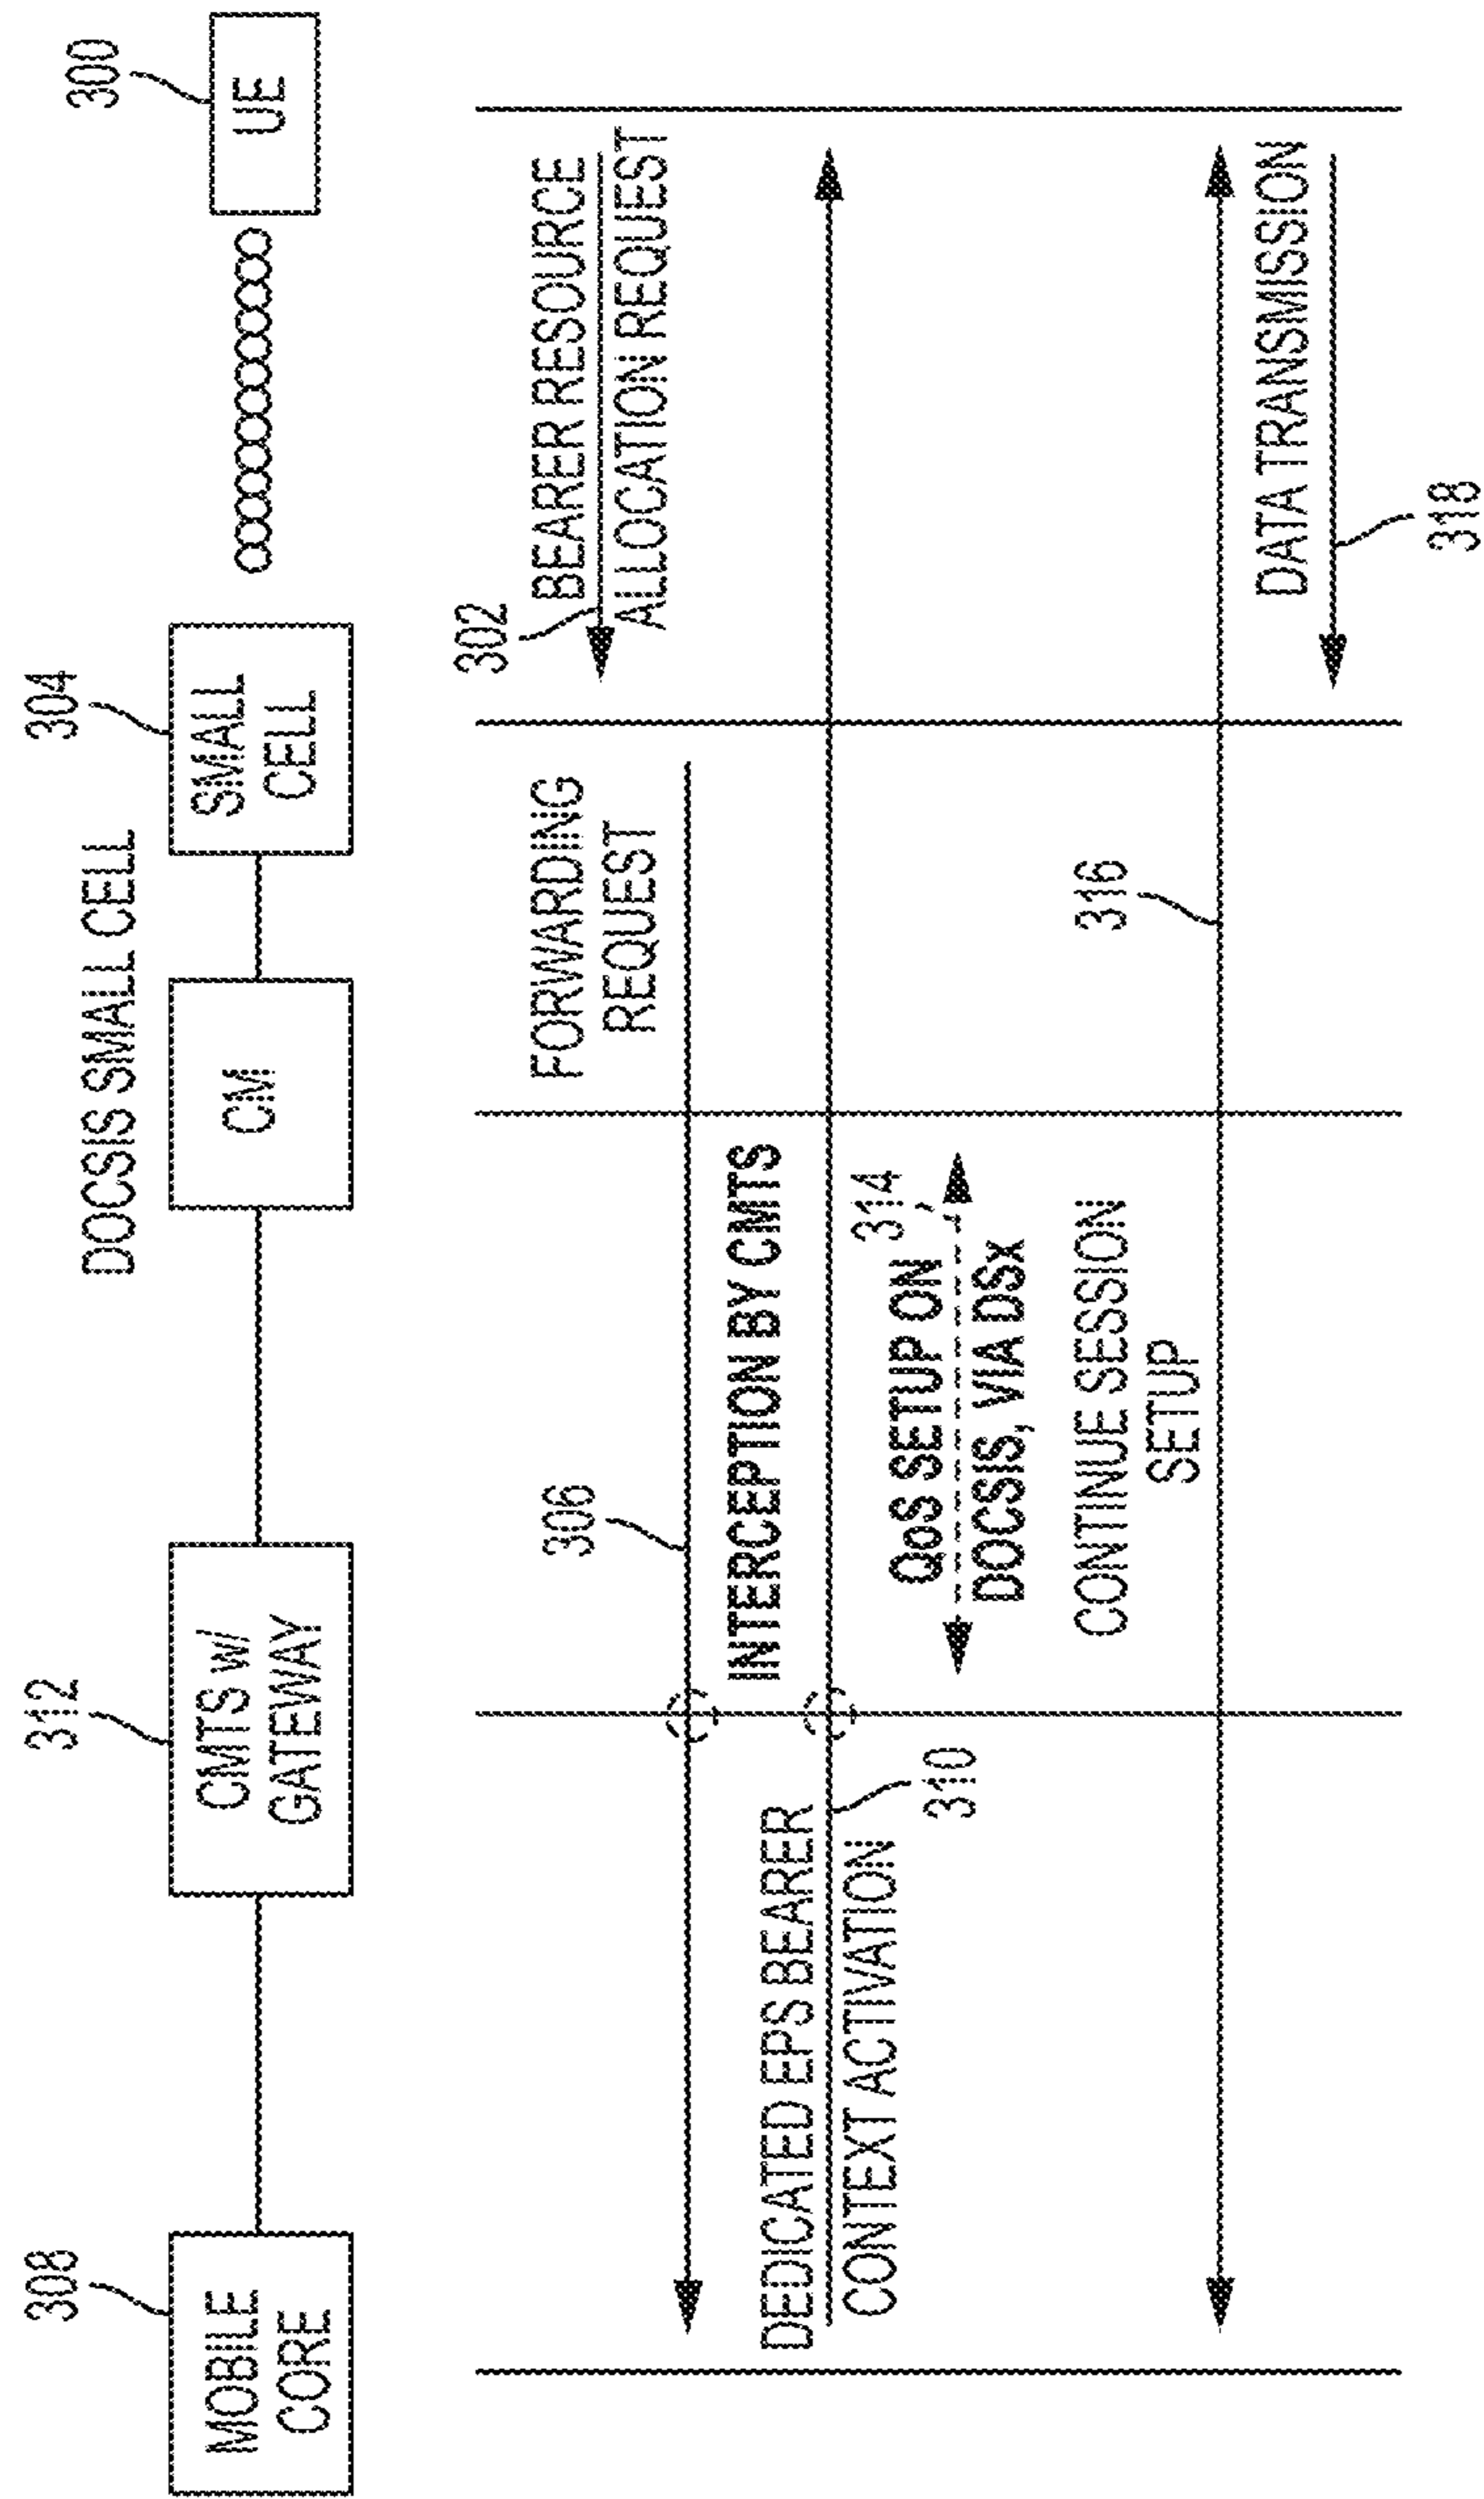 308
MOBILE
CORE
312
CMTS w/
GATEWAY
DOCSIS SMALL CELL
CM
304
SMALL
CELL
300
UE
302
BEARER RESOURCE
ALLOCATION REQUEST
FORWARDING
REQUEST
306
INTERCEPTION BY CMTS
DEDICATED EPS BEARER
CONTEXT ACTIVATION
310
314
QoS SETUP ON
DOCSIS, VIA DSx
CONTINUE SESSION
SETUP
316
DATA TRANSMISSION
318